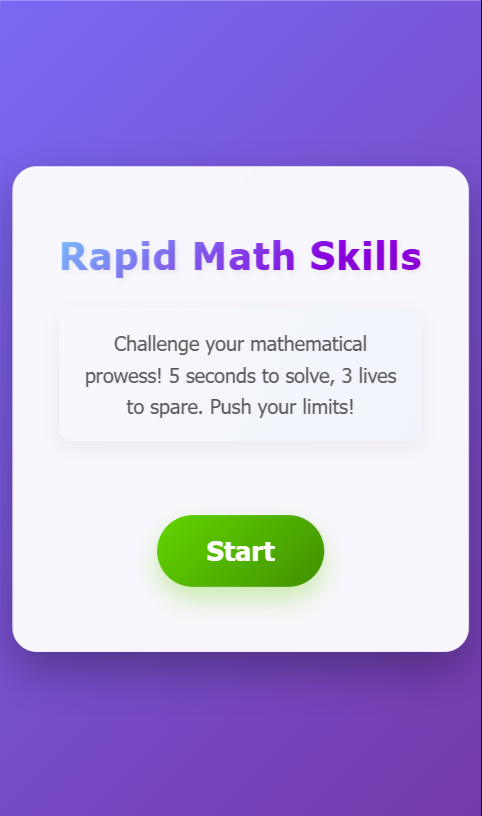 Rapid Math Skills
Challenge your mathematical
prowess! 5 seconds to solve, 3 lives
to spare. Push your limits!
Start